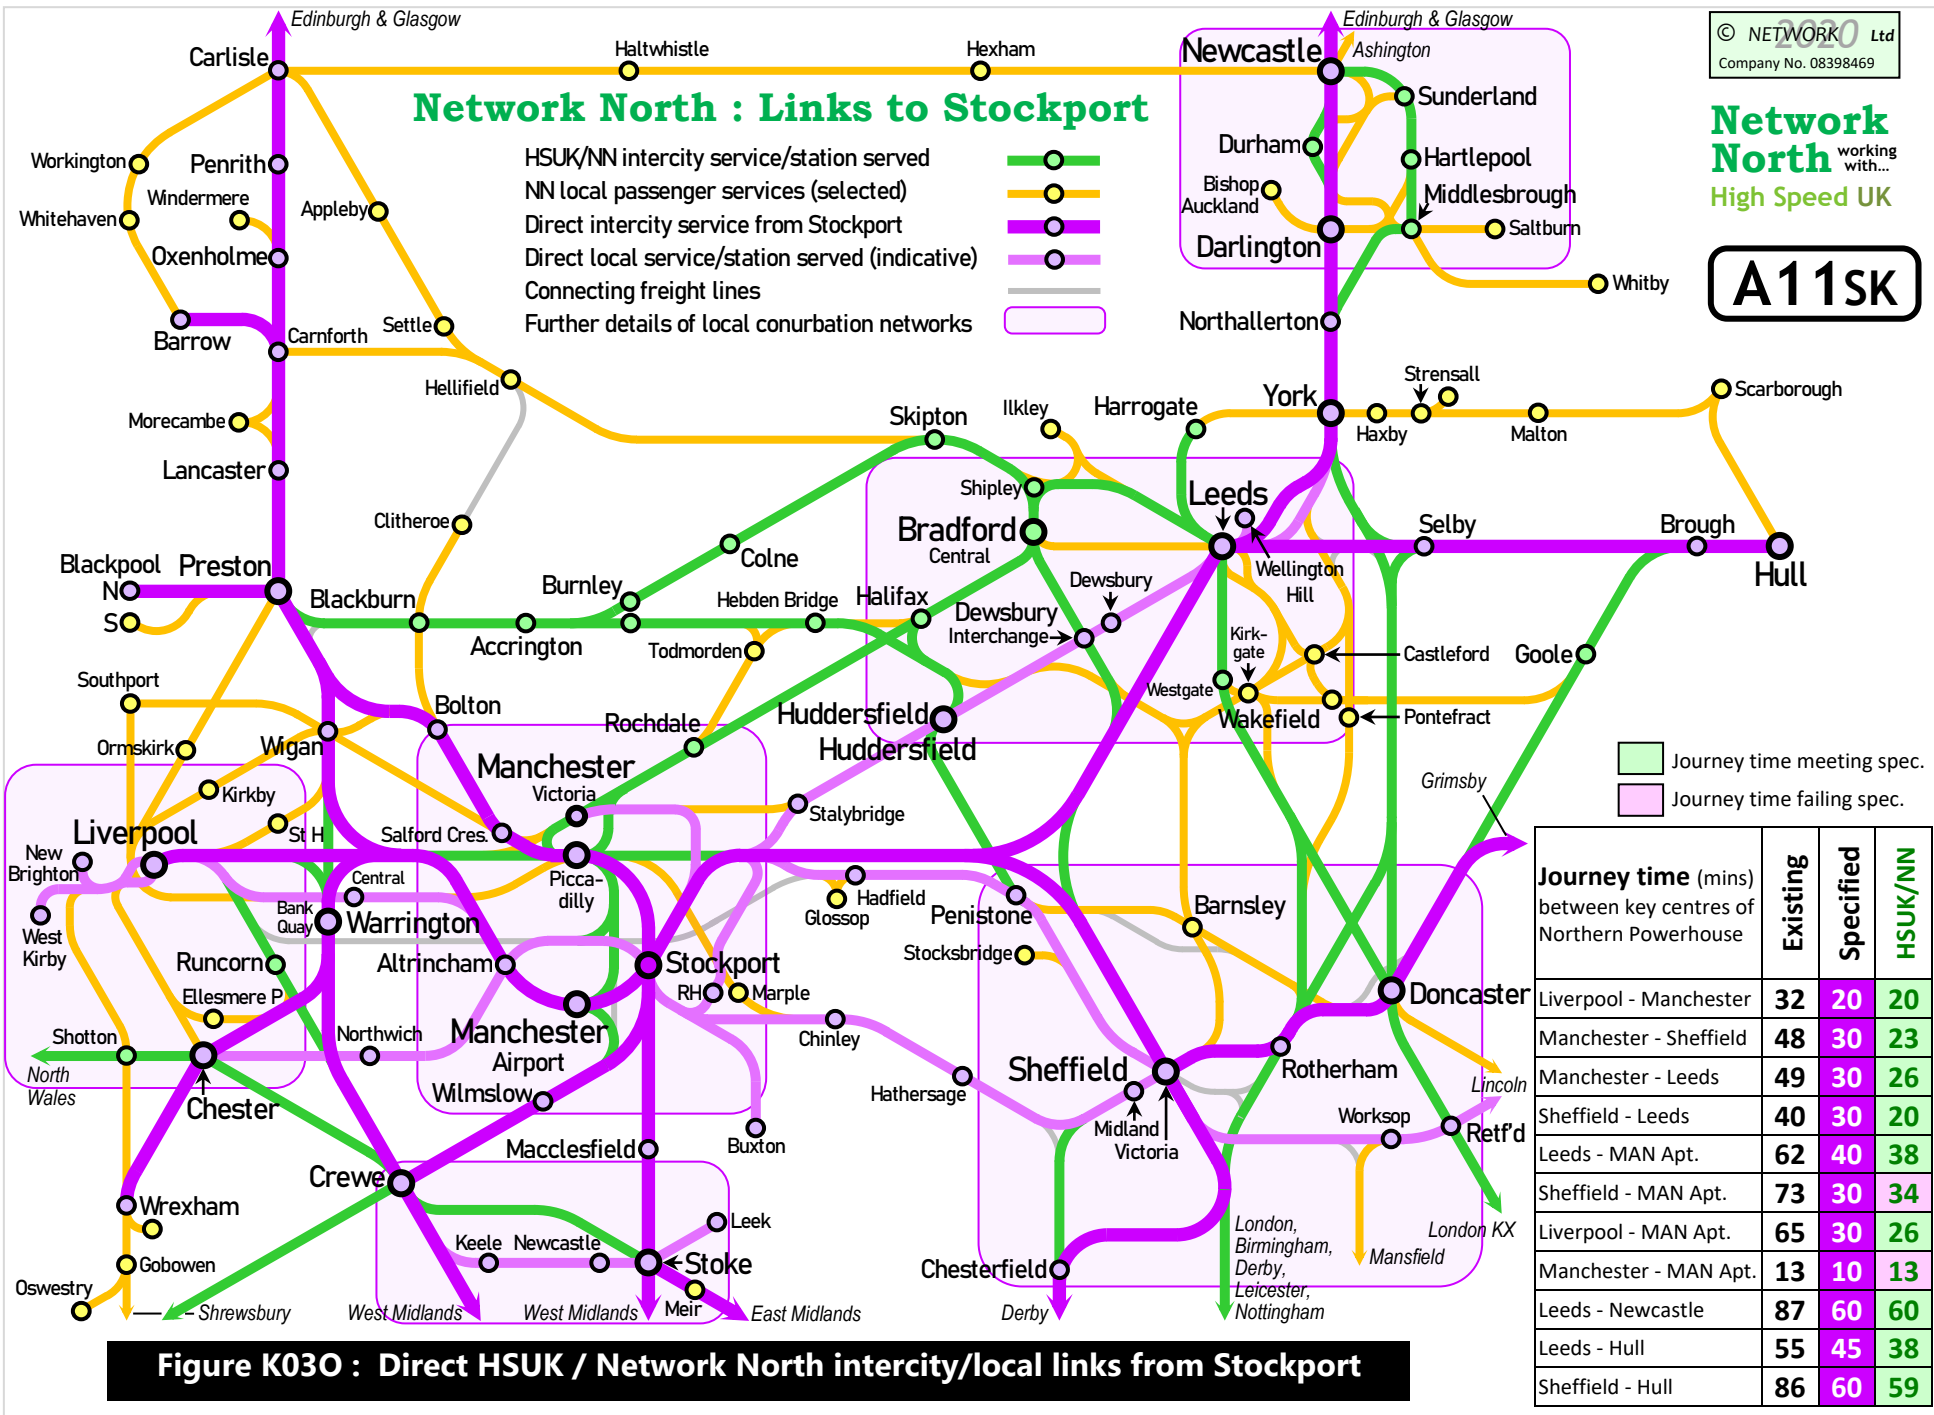 Edinburgh & Glasgow
Edinburgh & Glasgow
© NETWORK 2020 Ltd
Company No. 08398469
Carlisle
Haltwhistle
Hexham
Newcastle
Ashington
Network North : Links to Stockport
Sunderland
Network
North working
with...
High Speed UK
Workington
Penrith
HSUK/NN intercity service/station served
Durham
Hartlepool
Windermere
NN local passenger services (selected)
Bishop
Auckland
Middlesbrough
Whitehaven
Appleby
Direct intercity service from Stockport
Saltburn
Oxenholme
Direct local service/station served (indicative)
Darlington
Connecting freight lines
Whitby
A11SK
Further details of local conurbation networks
Barrow
Carnforth
Settle
Northallerton
Hellifield
Strensall
Scarborough
Morecambe
Skipton
Ilkley
Harrogate
York
Haxby
Malton
Lancaster
Shipley
Leeds
Clitheroe
Bradford
Central
Selby
Brough
Colne
Wellington
Hill
Hull
Blackpool
N
S
Preston
Blackburn
Burnley
Accrington
Hebden Bridge
Todmorden
Halifax
Dewsbury
Dewsbury
Interchange
Kirk-
gate
Castleford
Goole
Southport
Westgate
Wakefield
Pontefract
Bolton
Rochdale
Huddersfield
Huddersfield
Ormskirk
Wigan
Manchester
Victoria
Journey time meeting spec.
Journey time failing spec.
Grimsby
Kirkby
Stalybridge
Liverpool
St H
Salford Cres.
New
Brighton
Picca-
dilly
Central
Bank
Quay
Warrington
Glossop
Hadfield
Penistone
Barnsley
West
Kirby
Runcorn
Altrincham
Stockport
Stocksbridge
Ellesmere P
RH
Marple
Doncaster
Shotton
Northwich
Manchester
Airport
Chinley
Sheffield
Rotherham
Lincoln
North
Wales
Chester
Wilmslow
Hathersage
Midland
Victoria
Worksop
Retf'd
Buxton
Macclesfield
Crewe
Wrexham
Leek
Keele
Newcastle
Stoke
London KX
Gobowen
Chesterfield
London,
Birmingham,
Derby,
Leicester,
Nottingham
Mansfield
Oswestry
Shrewsbury
West Midlands
West Midlands
Meir
East Midlands
Derby
Journey time (mins)
between key centres of
Northern Powerhouse
Existing
Specified
HSUK/NN
Liverpool - Manchester 32 20 20
Manchester - Sheffield 48 30 23
Manchester - Leeds 49 30 26
Sheffield - Leeds 40 30 20
Leeds - MAN Apt. 62 40 38
Sheffield - MAN Apt. 73 30 34
Liverpool - MAN Apt. 65 30 26
Manchester - MAN Apt. 13 10 13
Leeds - Newcastle 87 60 60
Leeds - Hull 55 45 38
Sheffield - Hull 86 60 59
Figure K03O : Direct HSUK / Network North intercity/local links from Stockport